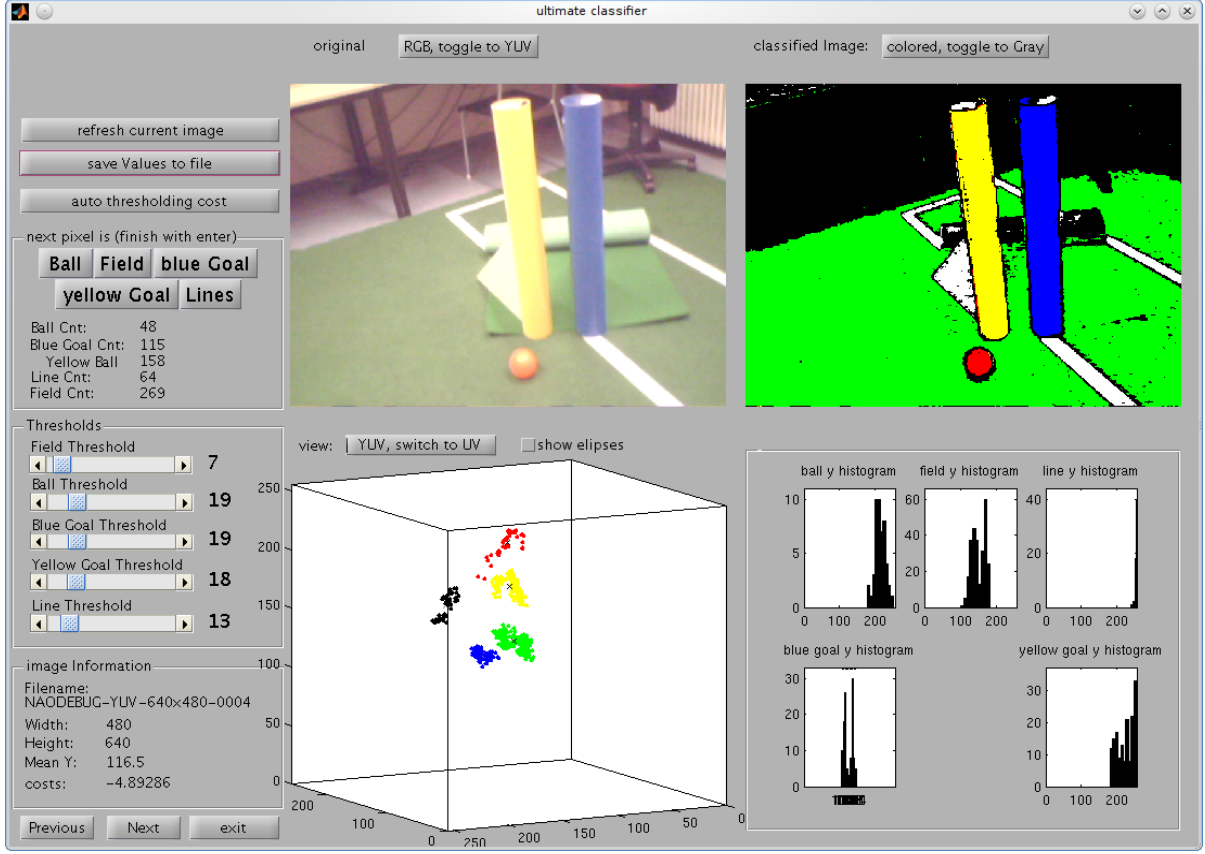 ultimate classifier
original
RGB, toggle to YUV
classified Image:
colored, toggle to Gray
refresh current image
save Values to file
auto thresholding cost
next pixel is (finish with enter)
Ball
Field
blue Goal
yellow Goal
Lines
Ball Cnt: 48
Blue Goal Cnt: 115
Yellow Ball 158
Line Cnt: 64
Field Cnt: 269
Thresholds
Field Threshold
7
Ball Threshold
19
Blue Goal Threshold
19
Yellow Goal Threshold
18
Line Threshold
13
image Information
Filename:
NAODEBUG-YUV-640x480-0004
Width: 480
Height: 640
Mean Y: 116.5
costs: -4.89286
Previous
Next
exit
view:
YUV, switch to UV
show elipses
250
200
150
100
50
0
200
100
0
250
200
150
100
50
0
ball y histogram
10
5
0
0 100 200
field y histogram
60
40
20
0
0 100 200
line y histogram
40
20
0
0 100 200
blue goal y histogram
30
20
10
0
yellow goal y histogram
30
20
10
0
0 100 200